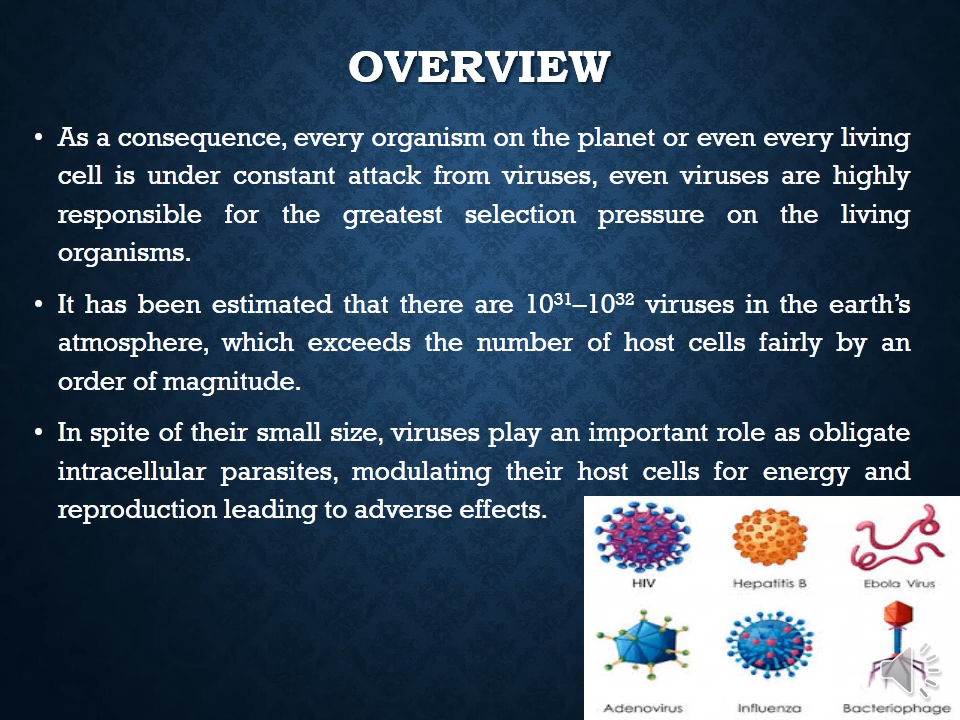 OVERVIEW
• As a consequence, every organism on the planet or even every living
cell is under constant attack from viruses, even viruses are highly
responsible for the greatest selection pressure on the living
organisms.
• It has been estimated that there are 10³¹–10³² viruses in the earth’s
atmosphere, which exceeds the number of host cells fairly by an
order of magnitude.
• In spite of their small size, viruses play an important role as obligate
intracellular parasites, modulating their host cells for energy and
reproduction leading to adverse effects.
HIV Hepatitis B Ebola Virus
Adenovirus Influenza Bacteriophage